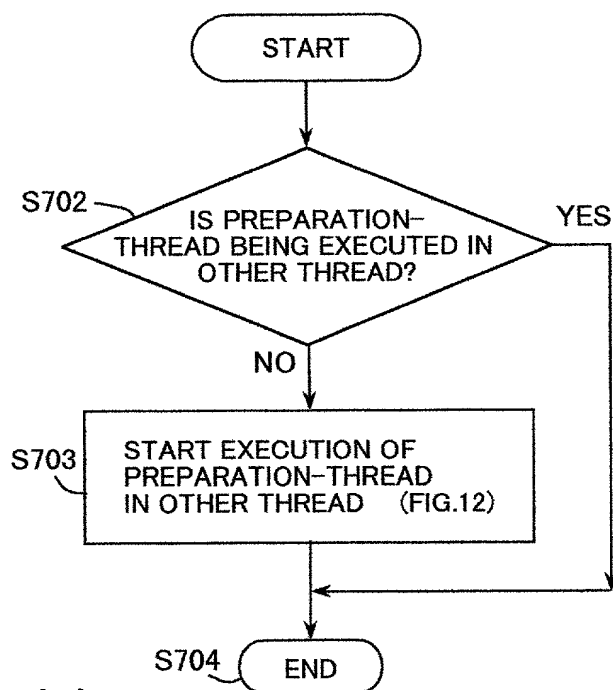 START
S702
IS PREPARATION-
THREAD BEING EXECUTED IN
OTHER THREAD?
YES
NO
S703
START EXECUTION OF
PREPARATION-THREAD
IN OTHER THREAD (FIG.12)
S704
END